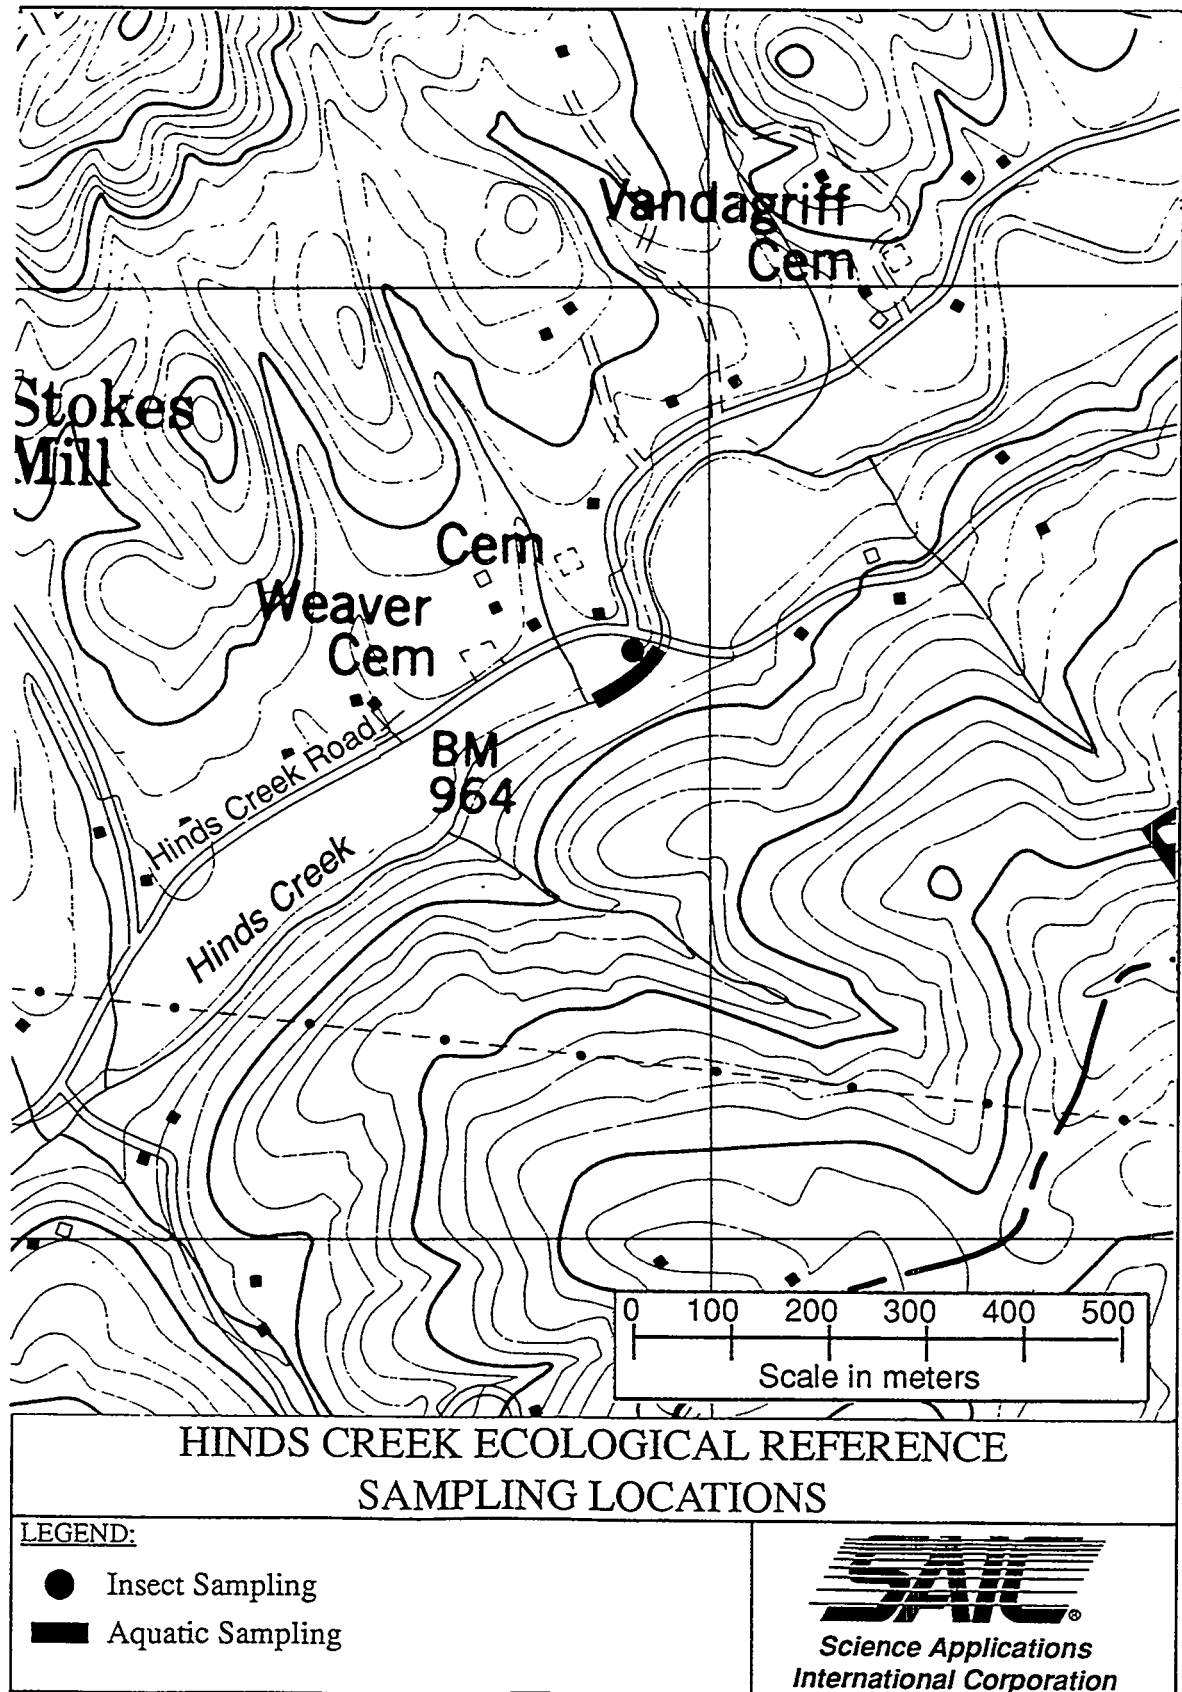 Vandagriff
Cem
Stokes
Mill
Cem
Weaver
Cem
Hinds Creek Road
BM
964
Hinds Creek
0 100 200 300 400 500
Scale in meters
HINDS CREEK ECOLOGICAL REFERENCE
SAMPLING LOCATIONS
LEGEND:
Insect Sampling
Aquatic Sampling
SAIC®
Science Applications
International Corporation